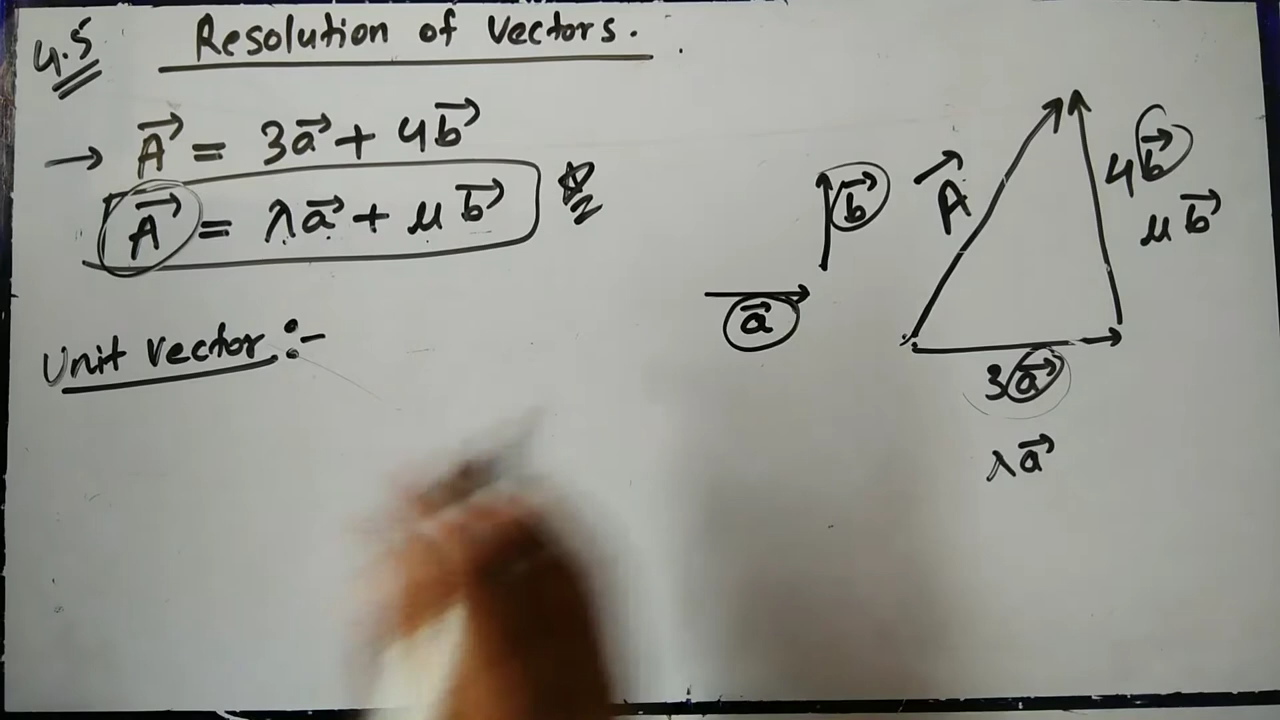 4.5 Resolution of Vectors.
→ A⃗ = 3a⃗ + 4b⃗
A⃗ = λa⃗ + μb⃗
Unit vector :-
a⃗
b⃗
A⃗
4b⃗
μb⃗
3a⃗
λa⃗